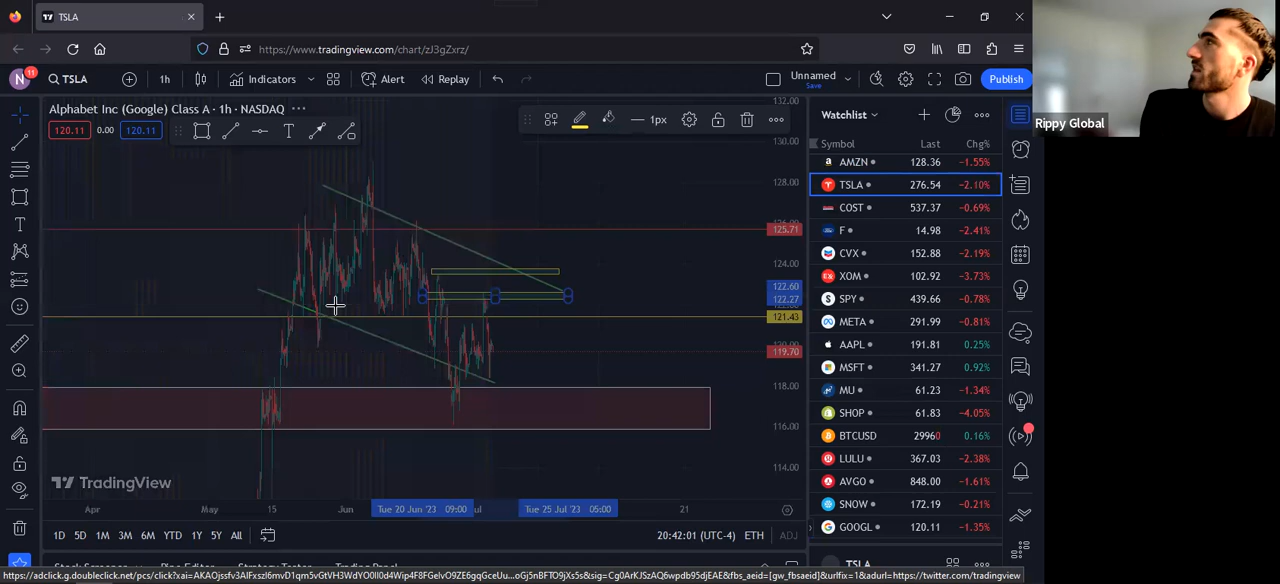 TSLA
https://www.tradingview.com/chart/zJ3gZxrz/
N 11 TSLA 1h Indicators Alert Replay Unnamed Save Publish
Rippy Global
Alphabet Inc (Google) Class A · 1h · NASDAQ
120.11 0.00 120.11
1px
Watchlist
Symbol Last Chg%
AMZN 128.36 −1.55%
TSLA 276.54 −2.10%
COST 537.37 −0.69%
F 14.98 −2.41%
CVX 152.88 −2.19%
XOM 102.92 −3.73%
SPY 439.66 −0.78%
META 291.99 −0.81%
AAPL 191.81 0.25%
MSFT 341.27 0.92%
MU 61.23 −1.34%
SHOP 61.83 −4.05%
BTCUSD 29960 0.16%
LULU 367.03 −2.38%
AVGO 848.00 −1.61%
SNOW 172.19 −0.21%
GOOGL 120.11 −1.35%
TSLA
132.00
130.00
128.00
125.71
124.00
122.60
122.27
121.43
119.70
118.00
116.00
114.00
TradingView
Apr May 15 Jun Tue 20 Jun '23 09:00 ul Tue 25 Jul '23 05:00 21
1D 5D 1M 3M 6M YTD 1Y 5Y All 20:42:01 (UTC-4) ETH ADJ